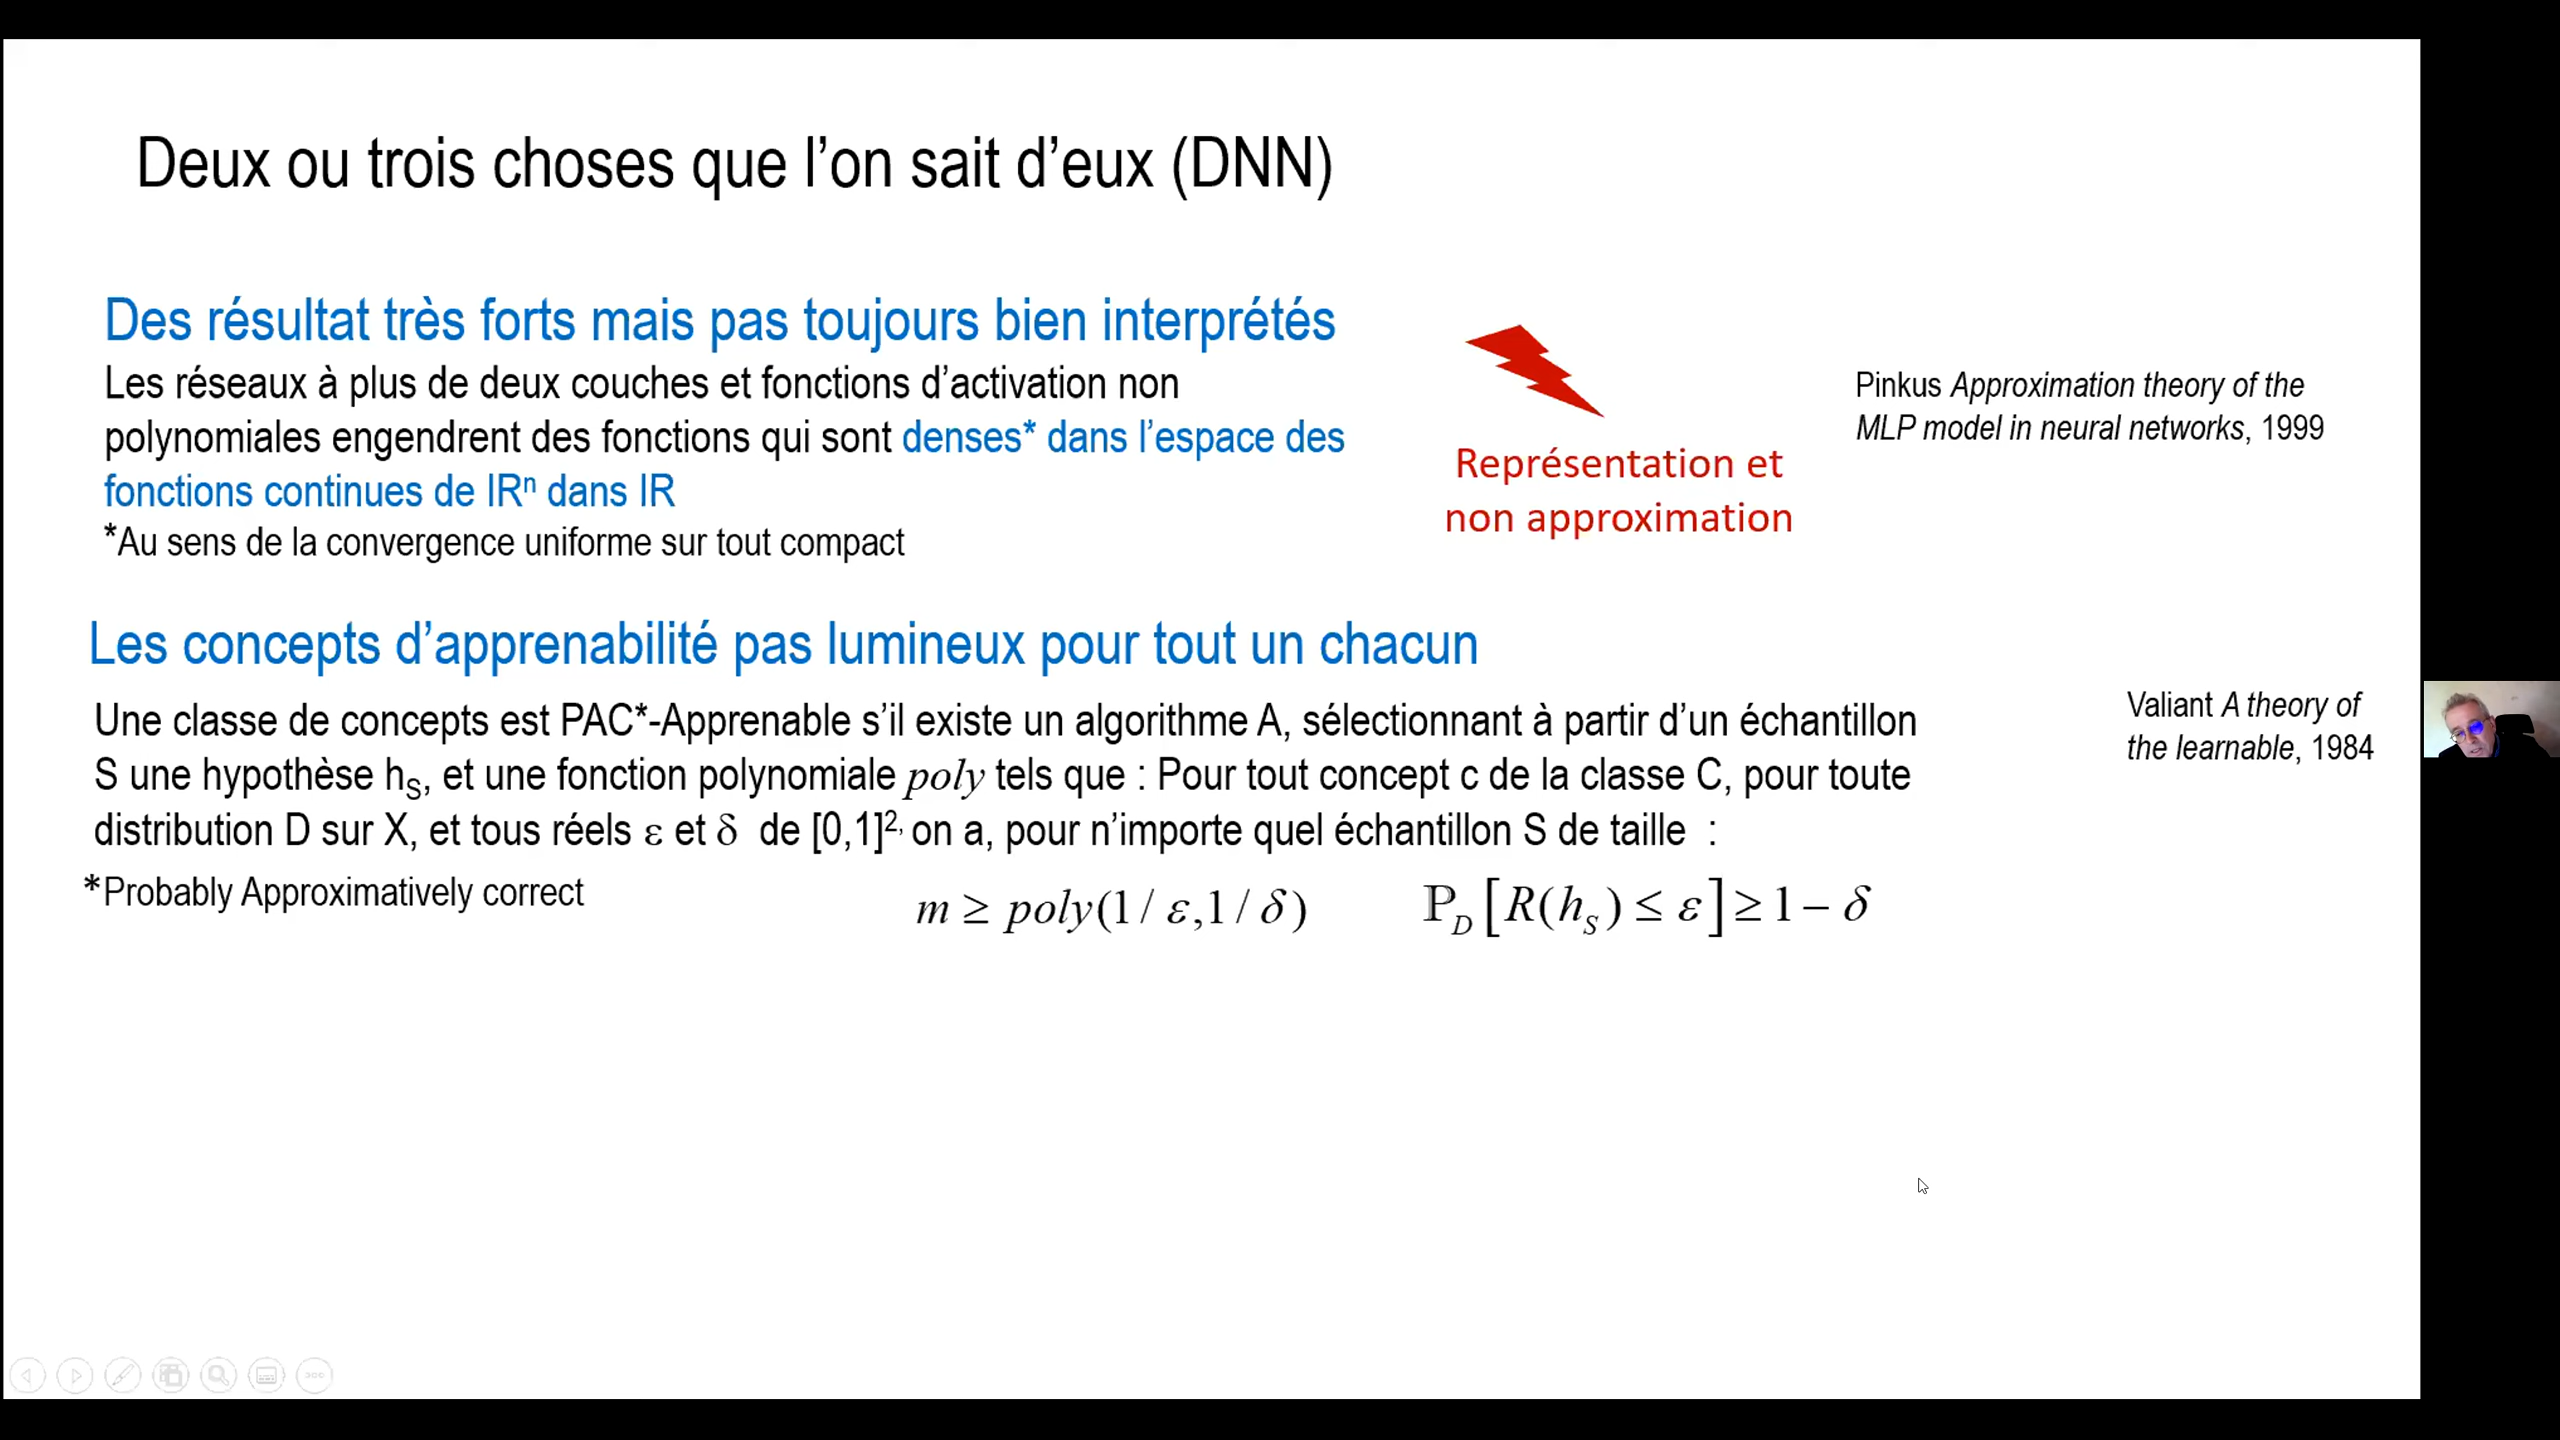 Deux ou trois choses que l’on sait d’eux (DNN)
Des résultat très forts mais pas toujours bien interprétés
Les réseaux à plus de deux couches et fonctions d’activation non
polynomiales engendrent des fonctions qui sont denses* dans l’espace des
fonctions continues de IRⁿ dans IR
*Au sens de la convergence uniforme sur tout compact
Représentation et
non approximation
Pinkus Approximation theory of the
MLP model in neural networks, 1999
Les concepts d’apprenabilité pas lumineux pour tout un chacun
Une classe de concepts est PAC*-Apprenable s’il existe un algorithme A, sélectionnant à partir d’un échantillon
S une hypothèse hS, et une fonction polynomiale poly tels que : Pour tout concept c de la classe C, pour toute
distribution D sur X, et tous réels ε et δ de [0,1]², on a, pour n’importe quel échantillon S de taille :
Valiant A theory of
the learnable, 1984
*Probably Approximatively correct
m ≥ poly(1/ε,1/δ)
ℙD[R(hS) ≤ ε] ≥ 1 − δ